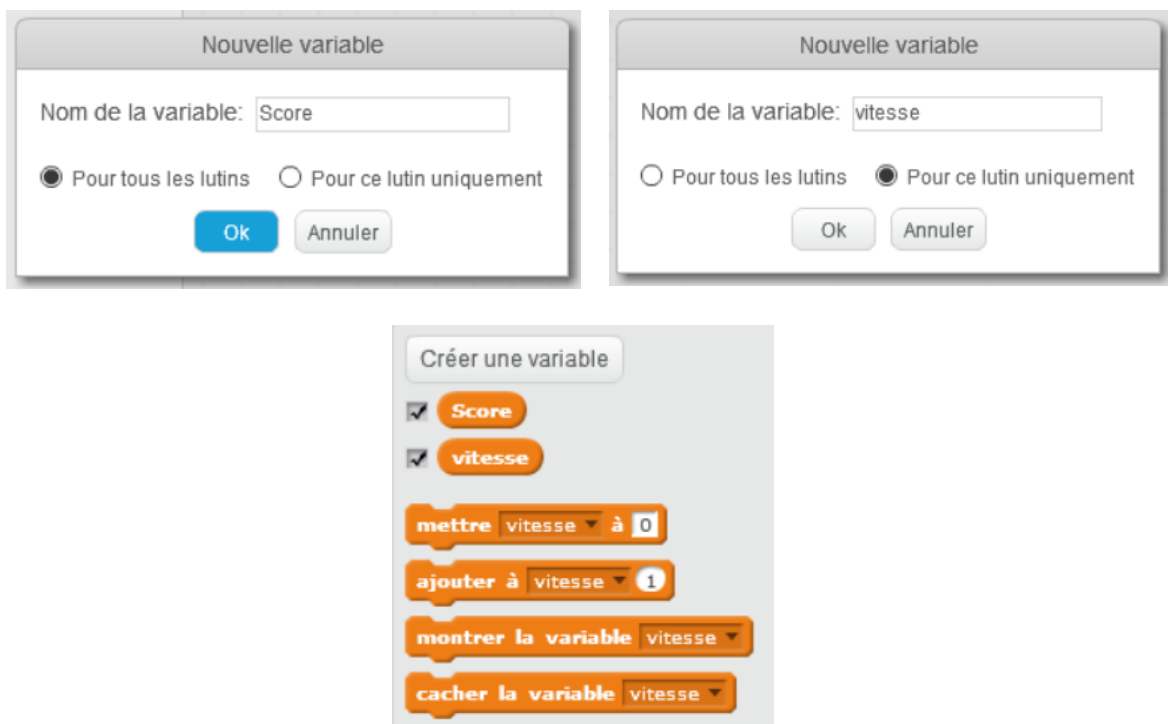 Nouvelle variable
Nom de la variable: Score
Pour tous les lutins Pour ce lutin uniquement
Ok Annuler
Nouvelle variable
Nom de la variable: vitesse
Pour tous les lutins Pour ce lutin uniquement
Ok Annuler
Créer une variable
Score
vitesse
mettre vitesse à 0
ajouter à vitesse 1
montrer la variable vitesse
cacher la variable vitesse